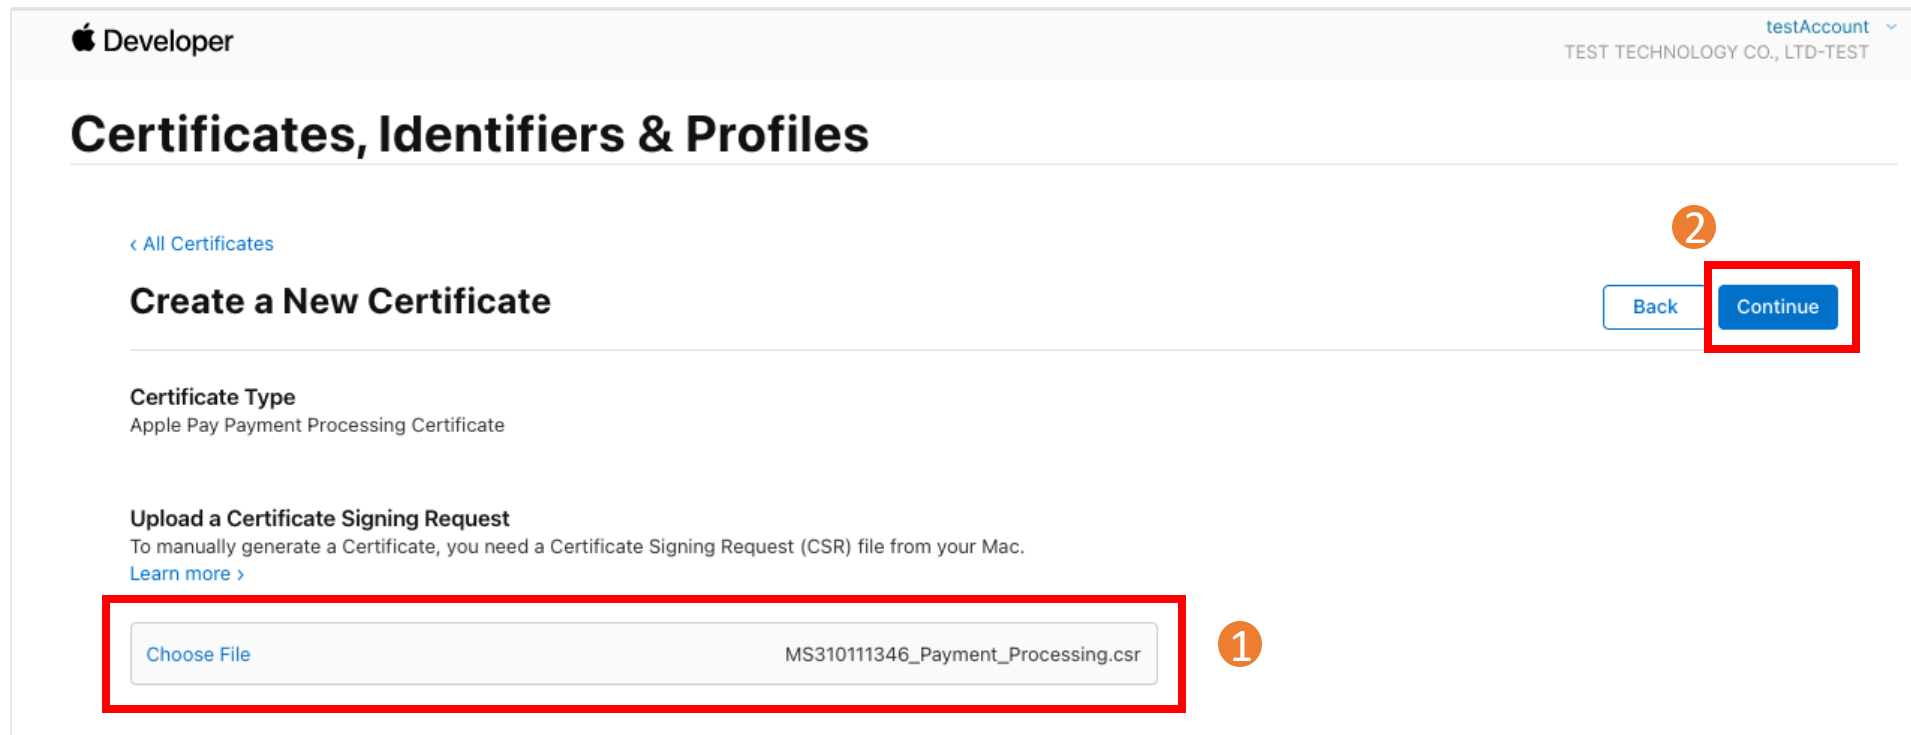 Developer
testAccount
TEST TECHNOLOGY CO., LTD-TEST
Certificates, Identifiers & Profiles
‹ All Certificates
2
Create a New Certificate
Back
Continue
Certificate Type
Apple Pay Payment Processing Certificate
Upload a Certificate Signing Request
To manually generate a Certificate, you need a Certificate Signing Request (CSR) file from your Mac.
Learn more ›
Choose File
MS310111346_Payment_Processing.csr
1